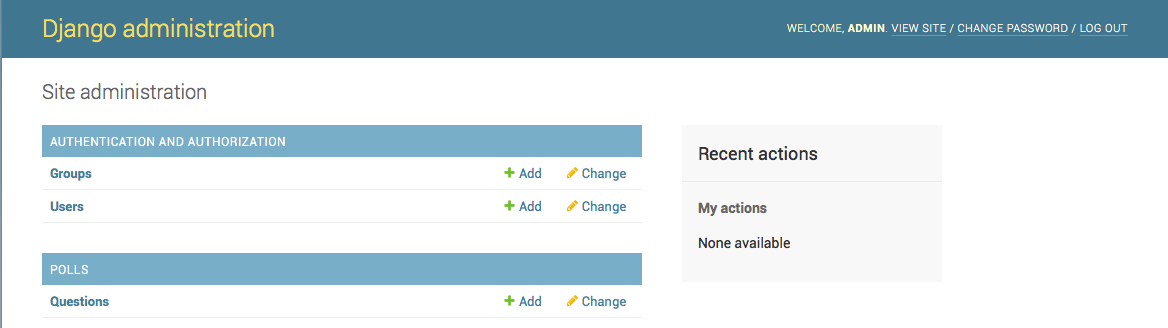 Django administration
WELCOME, ADMIN. VIEW SITE / CHANGE PASSWORD / LOG OUT
Site administration
AUTHENTICATION AND AUTHORIZATION
Groups Add Change
Users Add Change
POLLS
Questions Add Change
Recent actions
My actions
None available